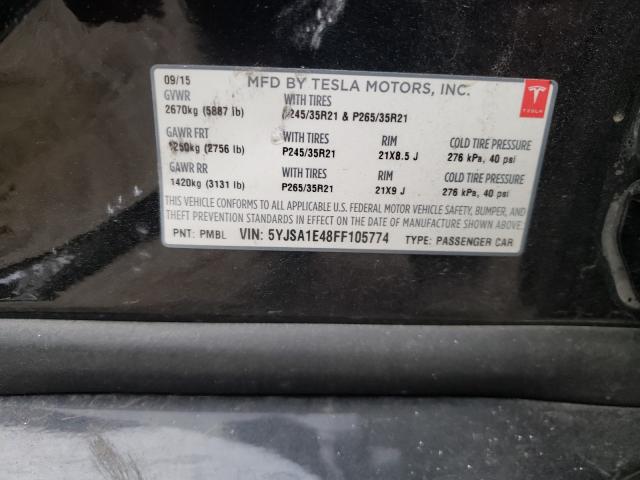 09/15 MFD BY TESLA MOTORS, INC.
GVWR WITH TIRES
2670kg (5887 lb) P245/35R21 & P265/35R21
GAWR FRT WITH TIRES RIM COLD TIRE PRESSURE
1250kg (2756 lb) P245/35R21 21X8.5 J 276 kPa, 40 psi
GAWR RR WITH TIRES RIM COLD TIRE PRESSURE
1420kg (3131 lb) P265/35R21 21X9 J 276 kPa, 40 psi
THIS VEHICLE CONFORMS TO ALL APPLICABLE U.S. FEDERAL MOTOR VEHICLE SAFETY, BUMPER, AND
THEFT PREVENTION STANDARDS IN EFFECT ON THE DATE OF MANUFACTURE SHOWN ABOVE.
PNT: PMBL VIN: 5YJSA1E48FF105774 TYPE: PASSENGER CAR
TESLA